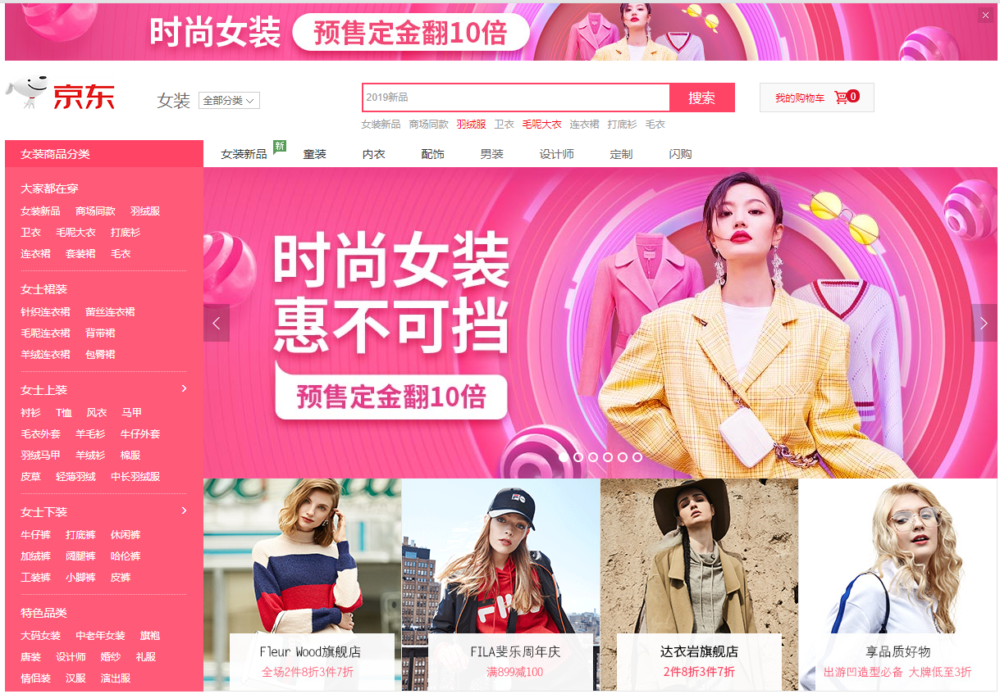 时尚女装 预售定金翻10倍
京东
女装 全部分类
2019新品 搜索
我的购物车 0
女装新品 商场同款 羽绒服 卫衣 毛呢大衣 连衣裙 打底衫 毛衣
女装商品分类
女装新品 新 童装 内衣 配饰 男装 设计师 定制 闪购
大家都在穿
女装新品 商场同款 羽绒服
卫衣 毛呢大衣 打底衫
连衣裙 套装裙 毛衣
女士裙装
针织连衣裙 蕾丝连衣裙
毛呢连衣裙 背带裙
羊绒连衣裙 包臀裙
女士上装
衬衫 T恤 风衣 马甲
毛衣外套 羊毛衫 牛仔外套
羽绒马甲 羊绒衫 棉服
皮草 轻薄羽绒 中长羽绒服
女士下装
牛仔裤 打底裤 休闲裤
加绒裤 阔腿裤 哈伦裤
工装裤 小脚裤 皮裤
特色品类
大码女装 中老年女装 旗袍
唐装 设计师 婚纱 礼服
情侣装 汉服 演出服
时尚女装
惠不可挡
预售定金翻10倍
Fleur Wood旗舰店
全场2件8折3件7折
FILA
FILA斐乐周年庆
满899减100
达衣岩旗舰店
2件8折3件7折
享品质好物
出游凹造型必备 大牌低至3折